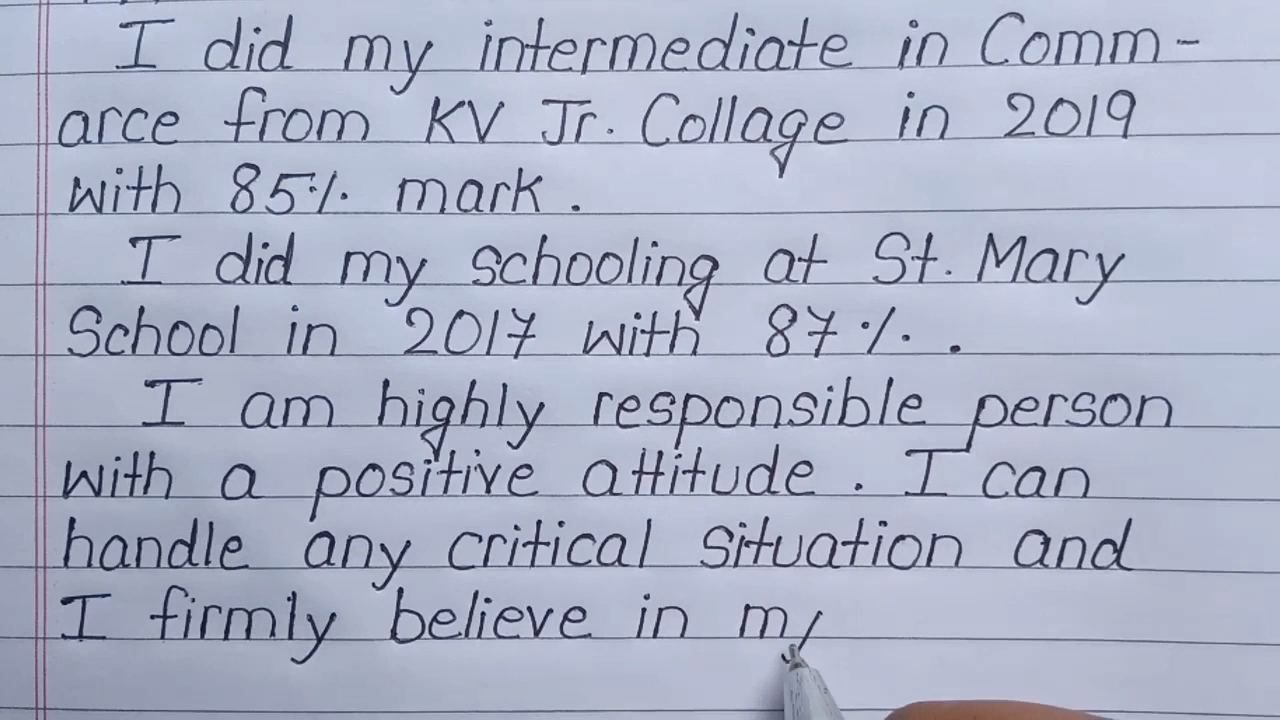 I did my intermediate in Comm-
arce from KV Jr. Collage in 2019
with 85% mark.
I did my schooling at St. Mary
School in 2017 with 87%.
I am highly responsible person
with a positive attitude. I can
handle any critical situation and
I firmly believe in